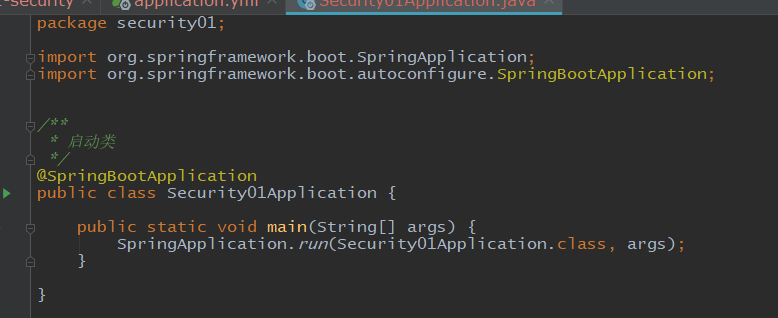 -security application.yml Security01Application.java
package security01;
import org.springframework.boot.SpringApplication;
import org.springframework.boot.autoconfigure.SpringBootApplication;
/**
* 启动类
*/
@SpringBootApplication
public class Security01Application {
public static void main(String[] args) {
SpringApplication.run(Security01Application.class, args);
}
}